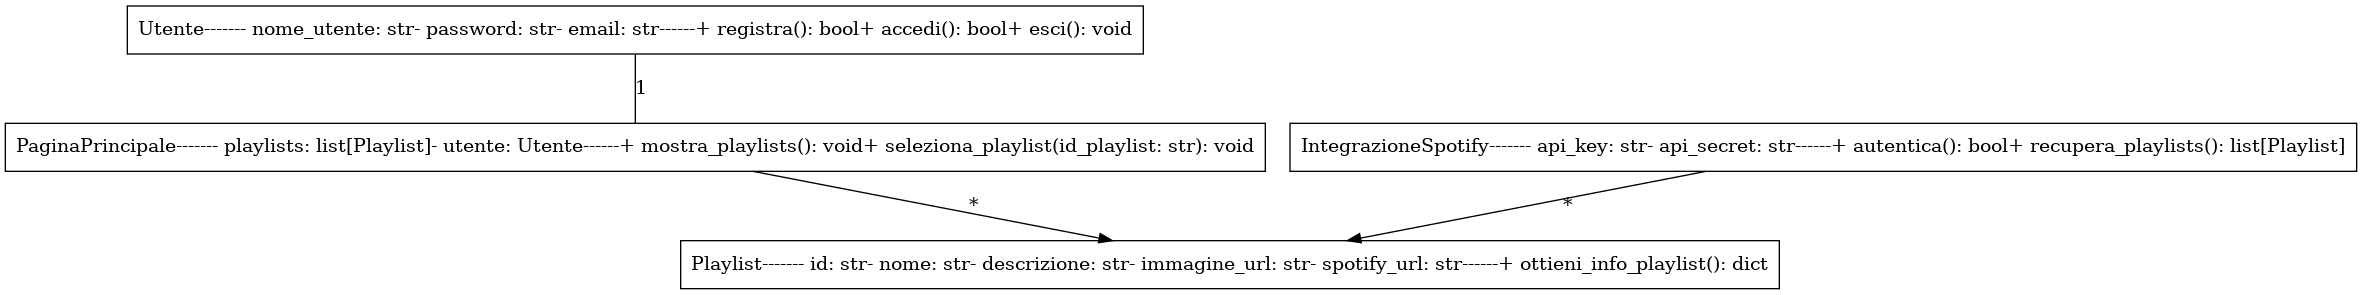 Utente------- nome_utente: str- password: str- email: str------+ registra(): bool+ accedi(): bool+ esci(): void
1
PaginaPrincipale------- playlists: list[Playlist]- utente: Utente------+ mostra_playlists(): void+ seleziona_playlist(id_playlist: str): void
IntegrazioneSpotify------- api_key: str- api_secret: str------+ autentica(): bool+ recupera_playlists(): list[Playlist]
*
*
Playlist------- id: str- nome: str- descrizione: str- immagine_url: str- spotify_url: str------+ ottieni_info_playlist(): dict